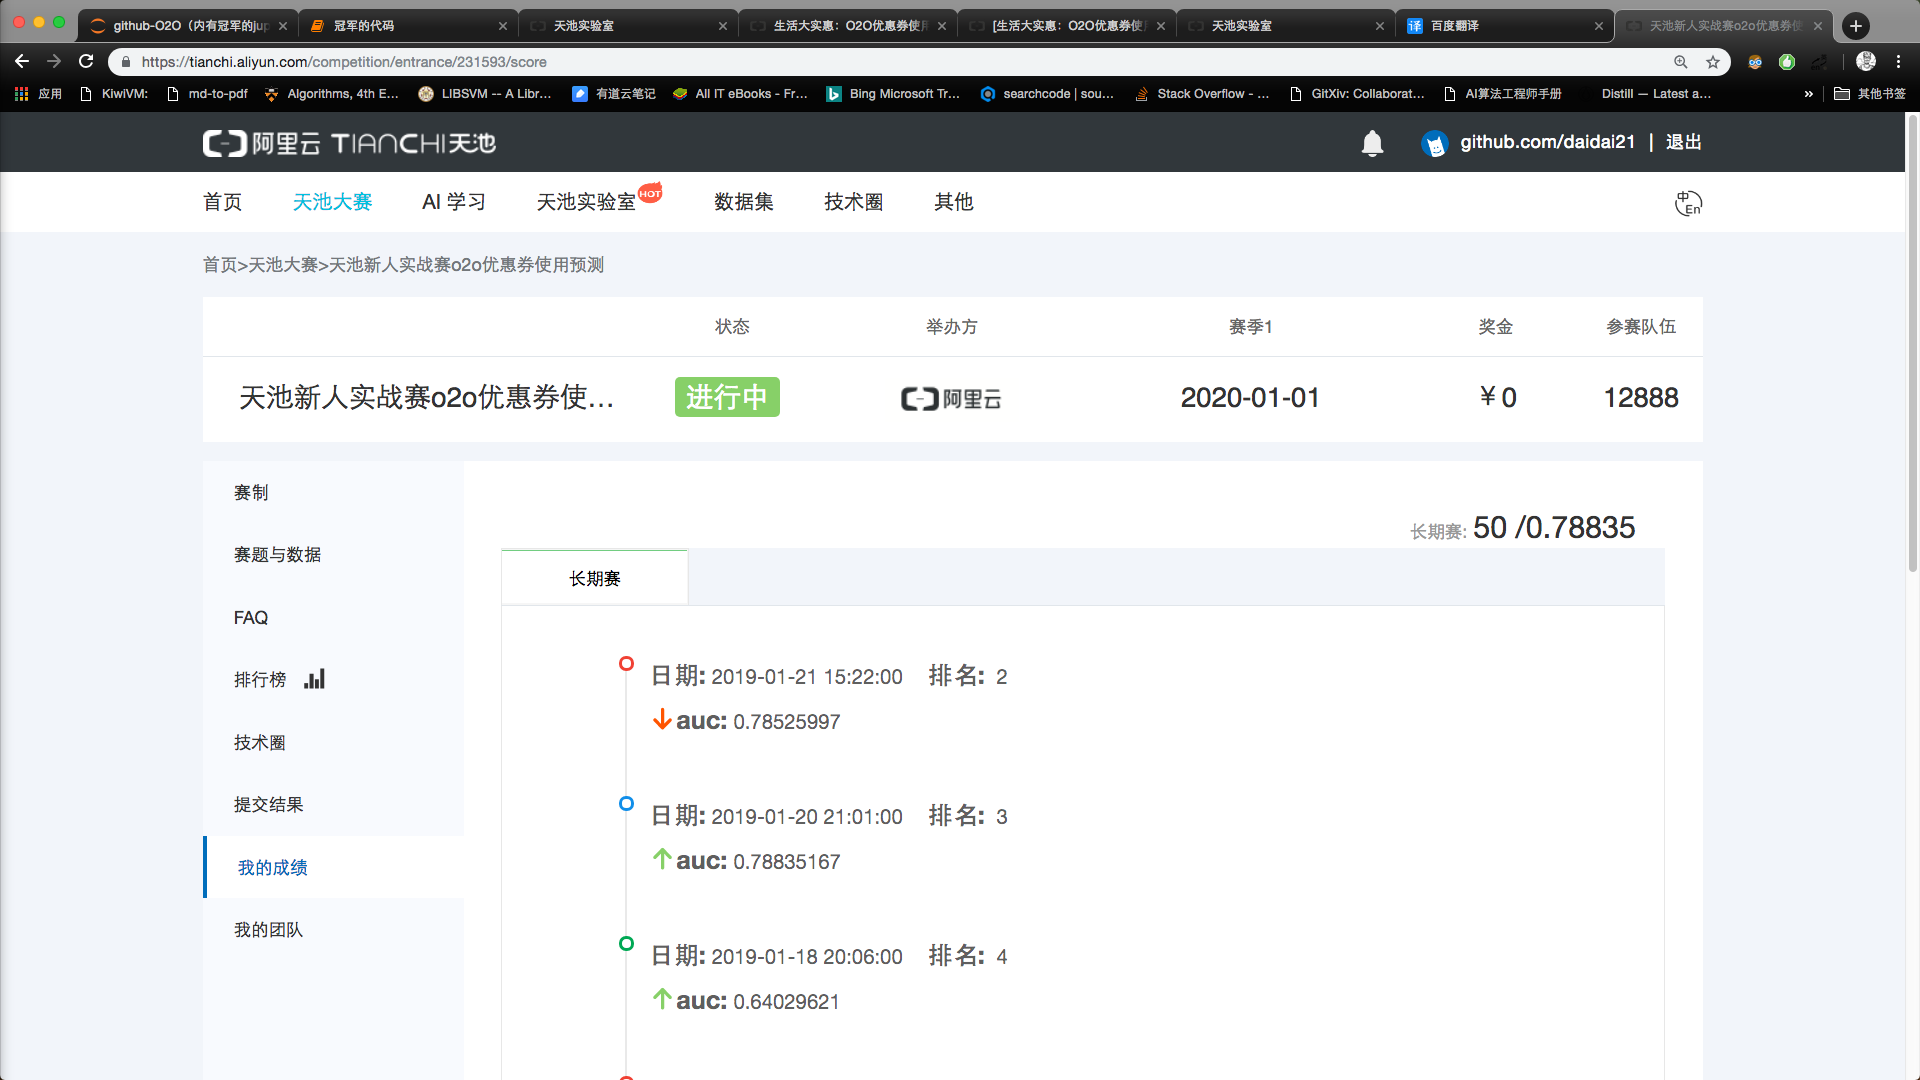 github-O2O（内有冠军的jup
冠军的代码
天池实验室
生活大实惠：O2O优惠券使用
[生活大实惠：O2O优惠券使用
天池实验室
百度翻译
天池新人实战赛o2o优惠券使
https://tianchi.aliyun.com/competition/entrance/231593/score
应用
KiwiVM:
md-to-pdf
Algorithms, 4th E...
LIBSVM -- A Libr...
有道云笔记
All IT eBooks - Fr...
Bing Microsoft Tr...
searchcode | sou...
Stack Overflow - ...
GitXiv: Collaborat...
AI算法工程师手册
Distill — Latest a...
»
其他书签
阿里云 TIANCHI天池
github.com/daidai21 | 退出
首页
天池大赛
AI 学习
天池实验室
HOT
数据集
技术圈
其他
中 En
首页>天池大赛>天池新人实战赛o2o优惠券使用预测
状态
举办方
赛季1
奖金
参赛队伍
天池新人实战赛o2o优惠券使...
进行中
阿里云
2020-01-01
￥0
12888
赛制
赛题与数据
FAQ
排行榜
技术圈
提交结果
我的成绩
我的团队
长期赛: 50 /0.78835
长期赛
日期: 2019-01-21 15:22:00 排名: 2
auc: 0.78525997
日期: 2019-01-20 21:01:00 排名: 3
auc: 0.78835167
日期: 2019-01-18 20:06:00 排名: 4
auc: 0.64029621